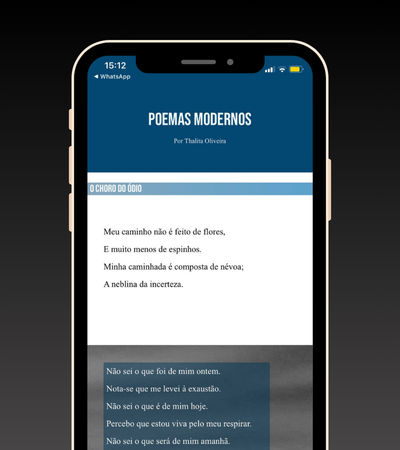 15:12
WhatsApp
POEMAS MODERNOS
Por Thalita Oliveira
O CHORO DO ÓDIO
Meu caminho não é feito de flores,
E muito menos de espinhos.
Minha caminhada é composta de névoa;
A neblina da incerteza.
Não sei o que foi de mim ontem.
Nota-se que me levei à exaustão.
Não sei o que é de mim hoje.
Percebo que estou viva pelo meu respirar.
Não sei o que será de mim amanhã.